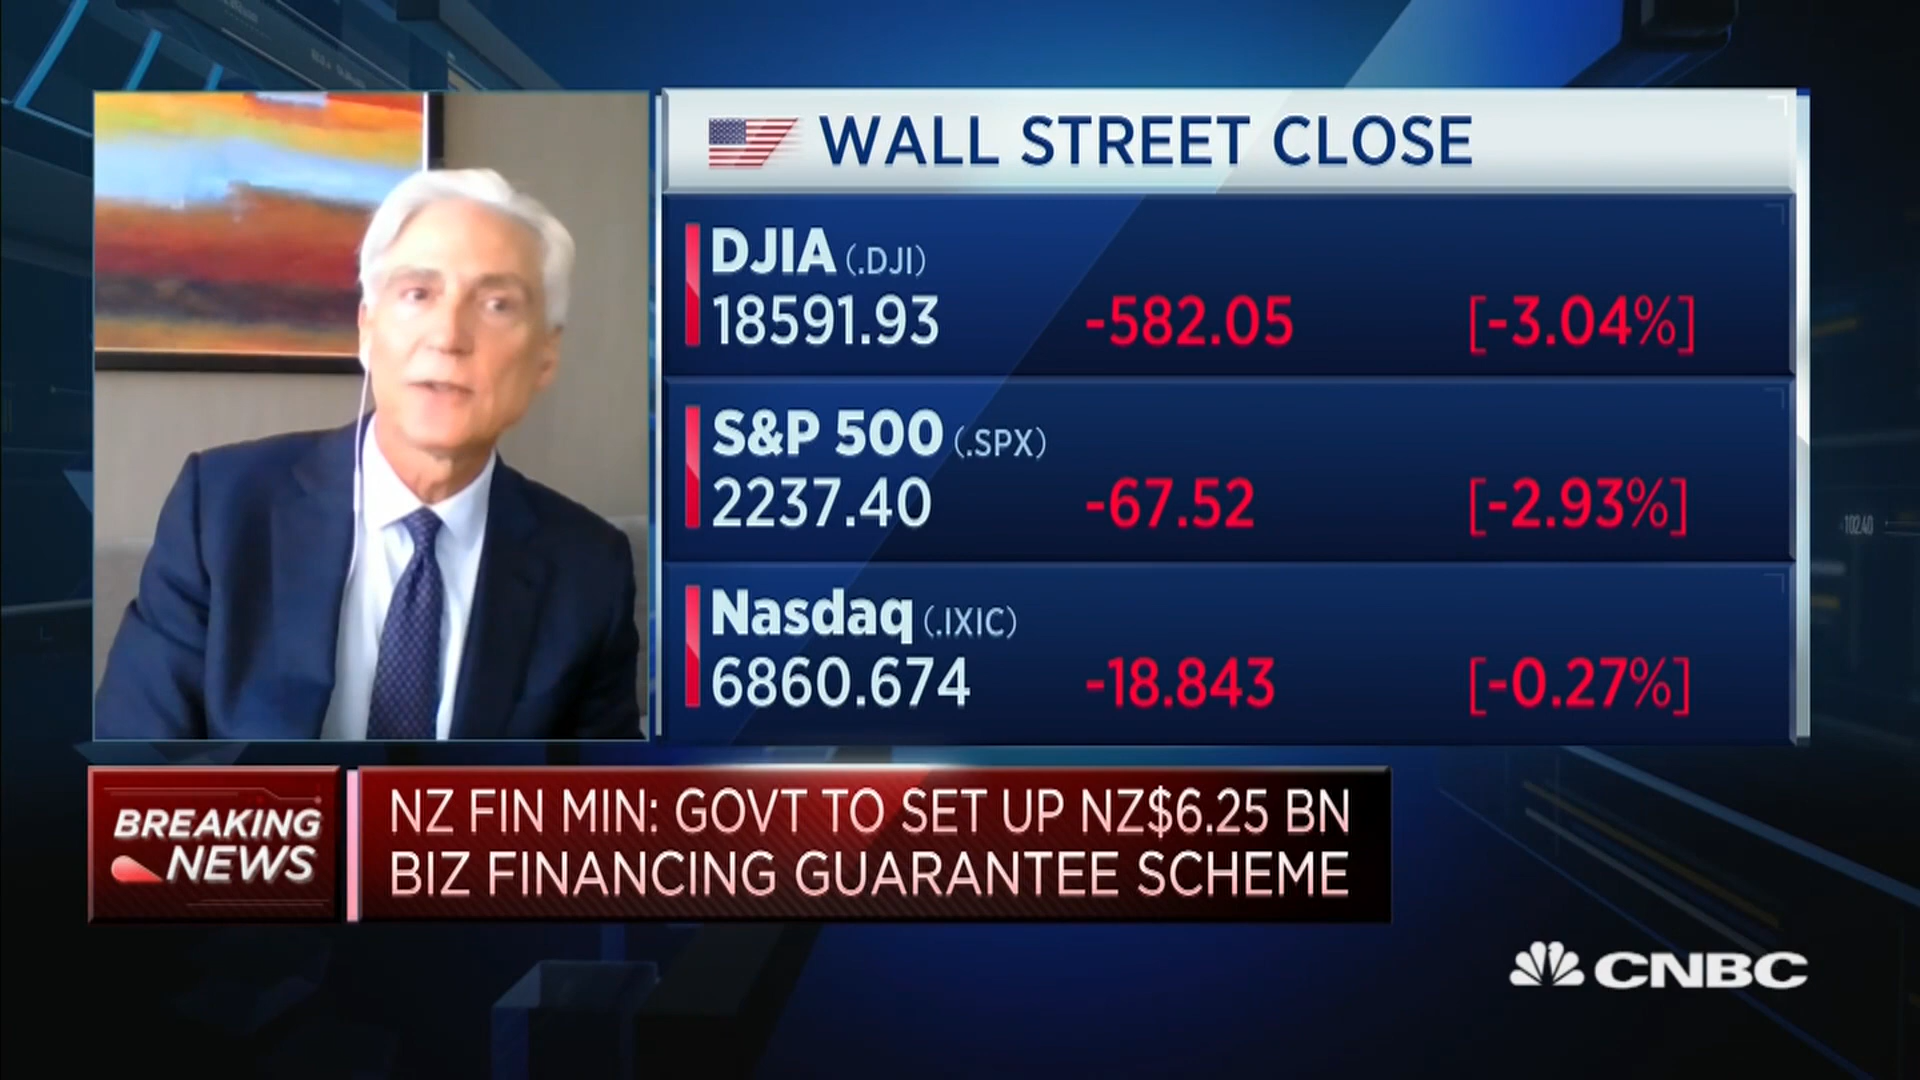 WALL STREET CLOSE
DJIA (.DJI)
18591.93 -582.05 [-3.04%]
S&P 500 (.SPX)
2237.40 -67.52 [-2.93%]
Nasdaq (.IXIC)
6860.674 -18.843 [-0.27%]
102.40
BREAKING
NEWS
NZ FIN MIN: GOVT TO SET UP NZ$6.25 BN
BIZ FINANCING GUARANTEE SCHEME
CNBC